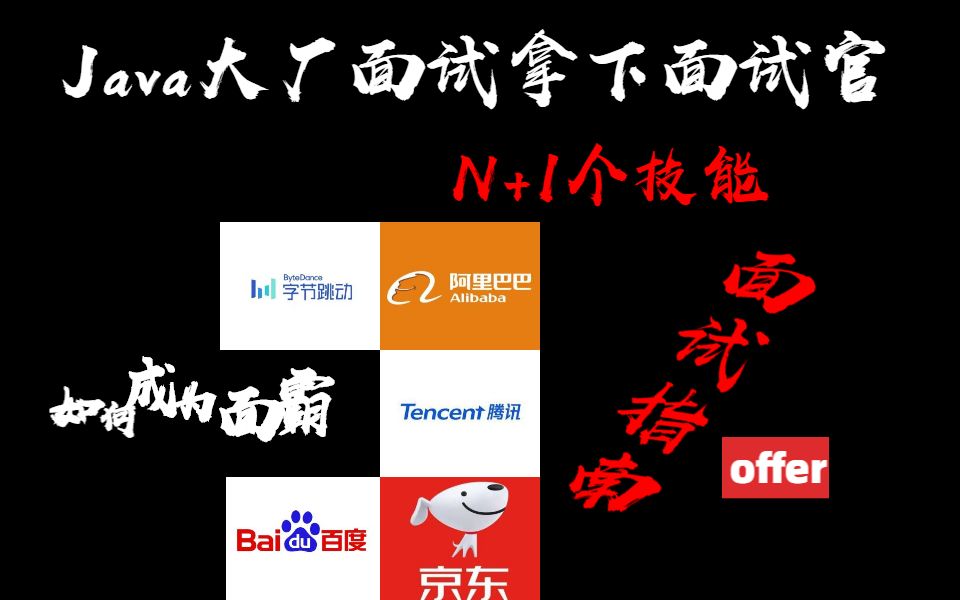 Java大厂面试拿下面试官
N+1个技能
ByteDance
字节跳动
阿里巴巴
Alibaba
面试指南
如何成为面霸
Tencent腾讯
offer
Bai du 百度
京东